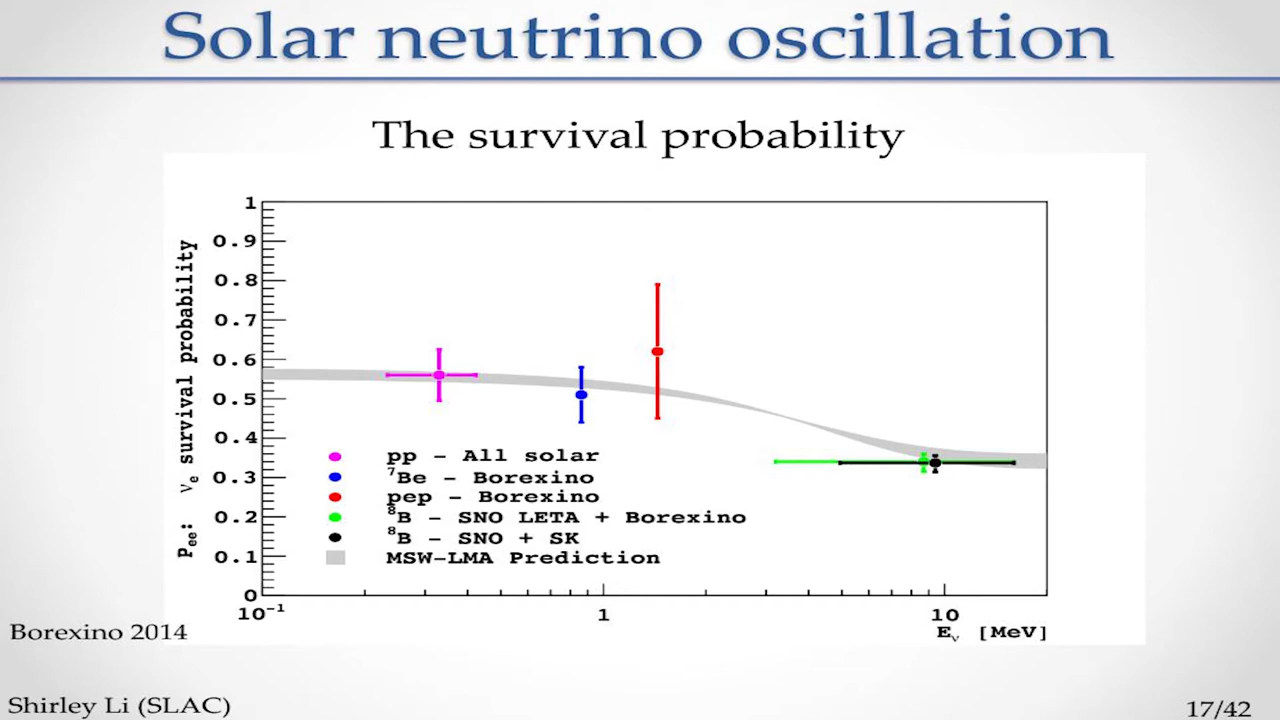 Solar neutrino oscillation
The survival probability
P_ee: ν_e survival probability
1
0.9
0.8
0.7
0.6
0.5
0.4
0.3
0.2
0.1
0
pp - All solar
⁷Be - Borexino
pep - Borexino
⁸B - SNO LETA + Borexino
⁸B - SNO + SK
MSW-LMA Prediction
10⁻¹
1
10
E_ν [MeV]
Borexino 2014
Shirley Li (SLAC)
17/42